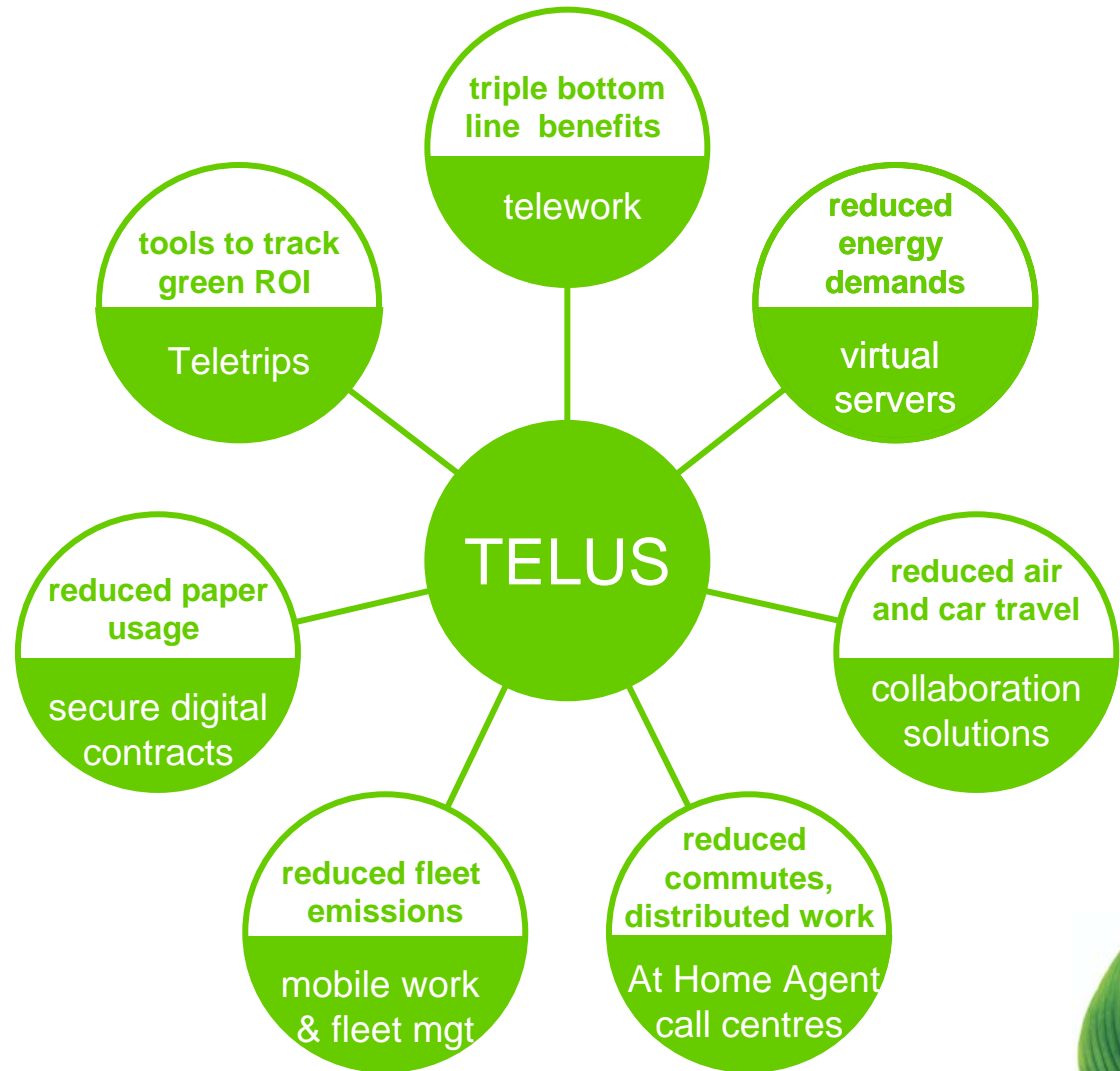 triple bottom
line benefits
telework
reduced
energy
demands
virtual
servers
tools to track
green ROI
Teletrips
TELUS
reduced air
and car travel
collaboration
solutions
reduced paper
usage
secure digital
contracts
reduced
commutes,
distributed work
At Home Agent
call centres
reduced fleet
emissions
mobile work
& fleet mgt